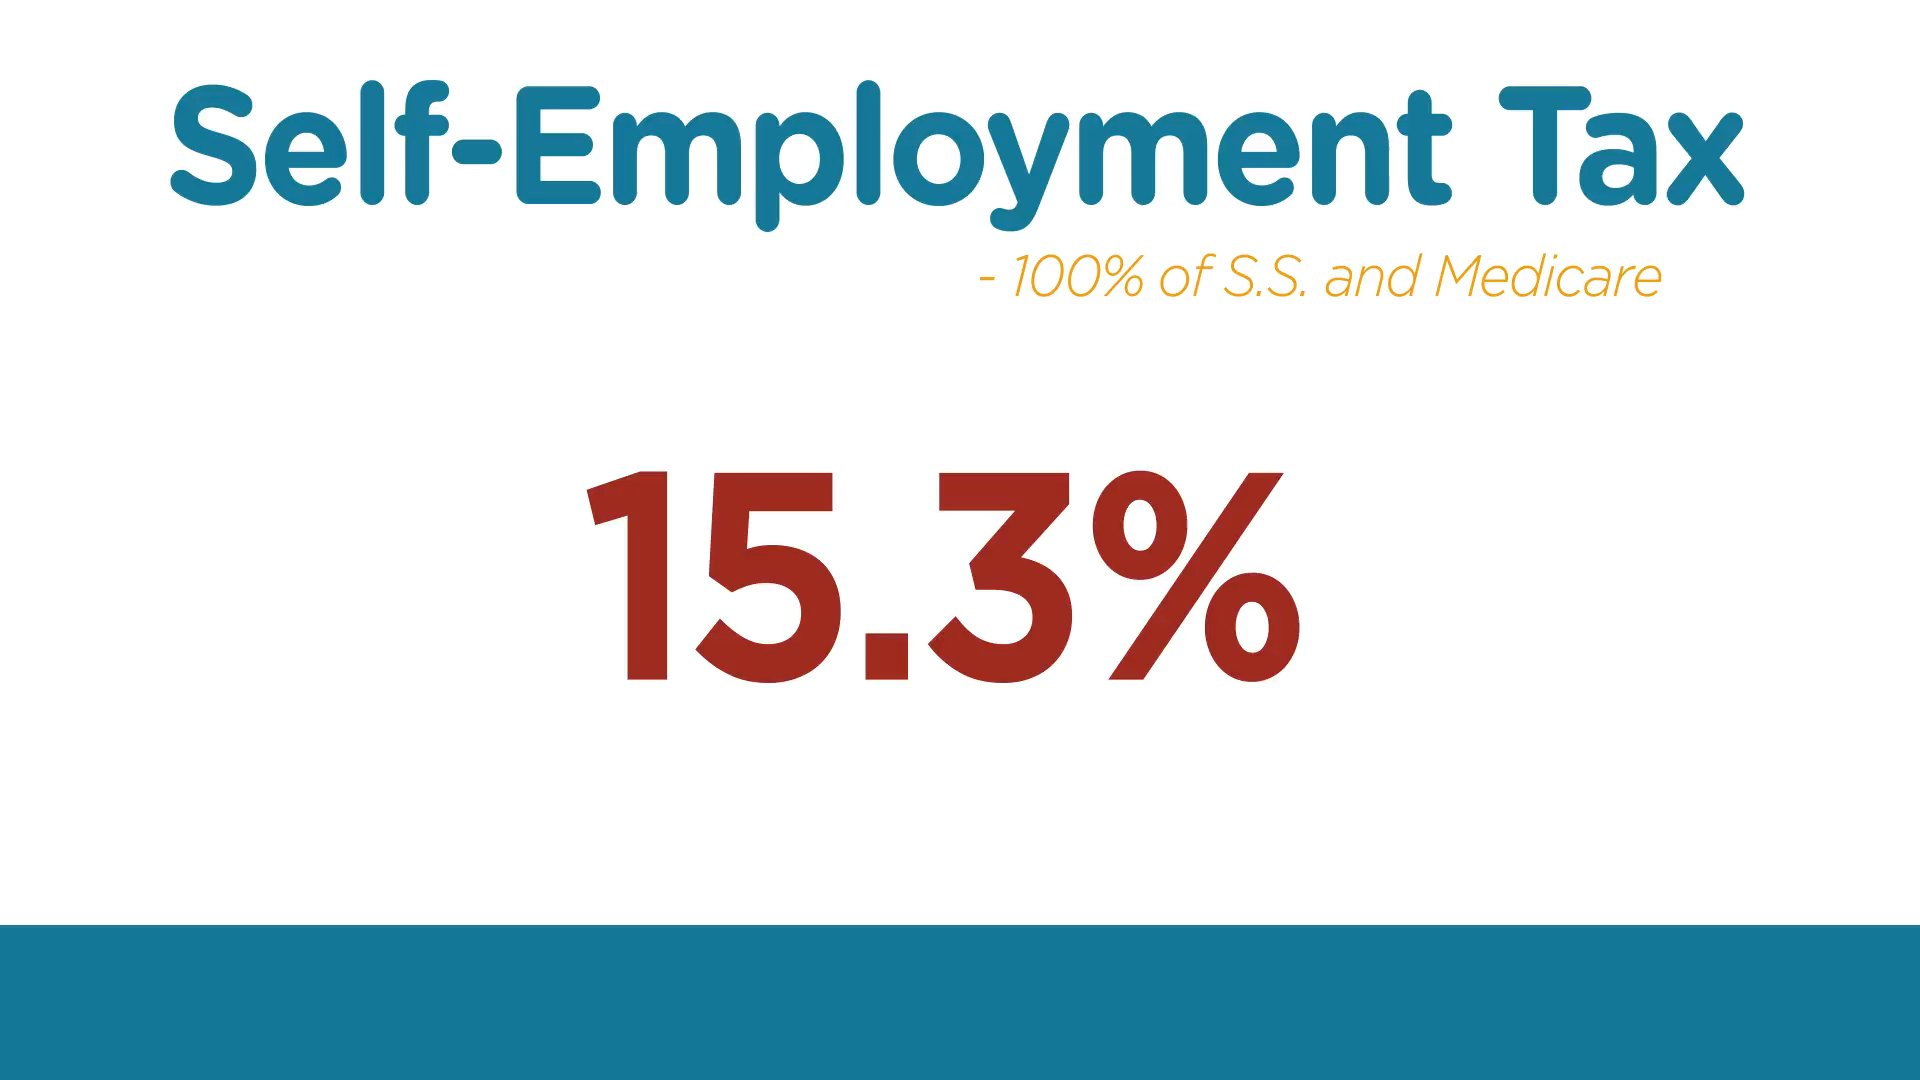 Self-Employment Tax
- 100% of S.S. and Medicare
15.3%